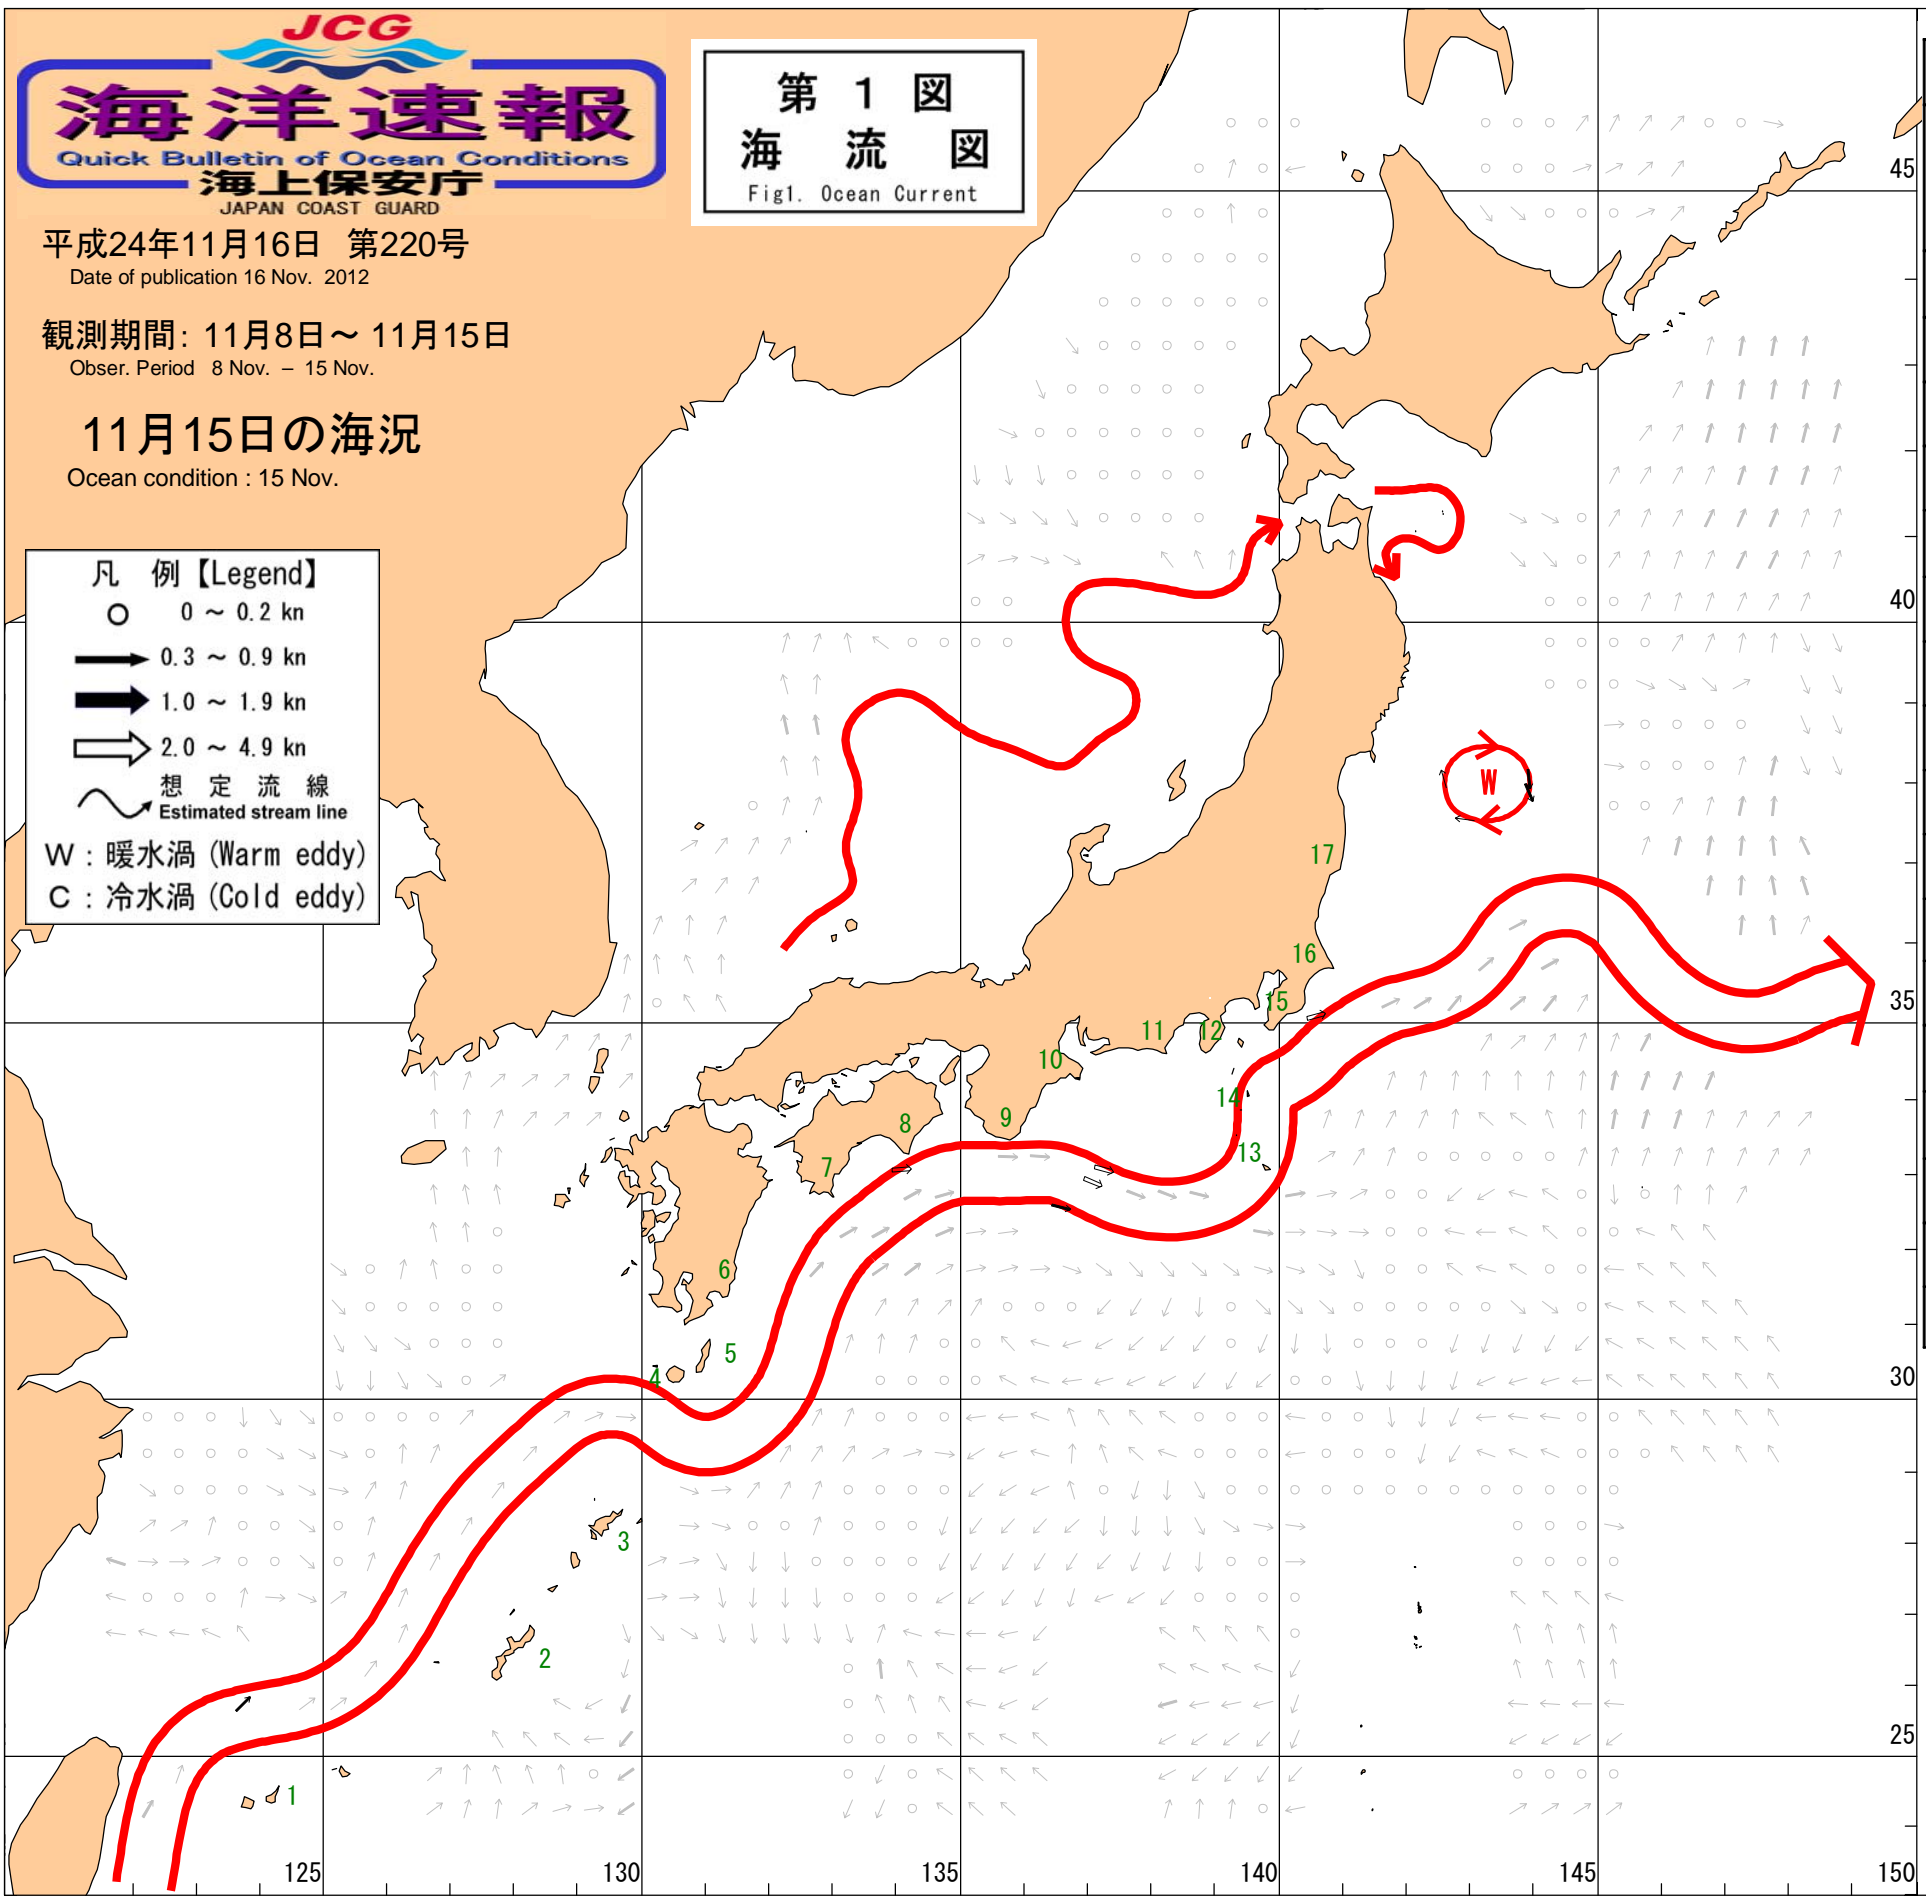 JCG
海洋速報
Quick Bulletin of Ocean Conditions
海上保安庁
JAPAN COAST GUARD
第 1 図
海 流 図
Fig1. Ocean Current
平成24年11月16日 第220号
Date of publication 16 Nov. 2012
観測期間: 11月8日~ 11月15日
Obser. Period 8 Nov. – 15 Nov.
11月15日の海況
Ocean condition : 15 Nov.
凡 例【Legend】
0 ~ 0.2 kn
0.3 ~ 0.9 kn
1.0 ~ 1.9 kn
2.0 ~ 4.9 kn
想 定 流 線
Estimated stream line
W : 暖水渦 (Warm eddy)
C : 冷水渦 (Cold eddy)
45
40
W
17
16
35
15
12
11
10
14
9
8
13
7
6
5
4
30
3
2
25
1
125
130
135
140
145
150